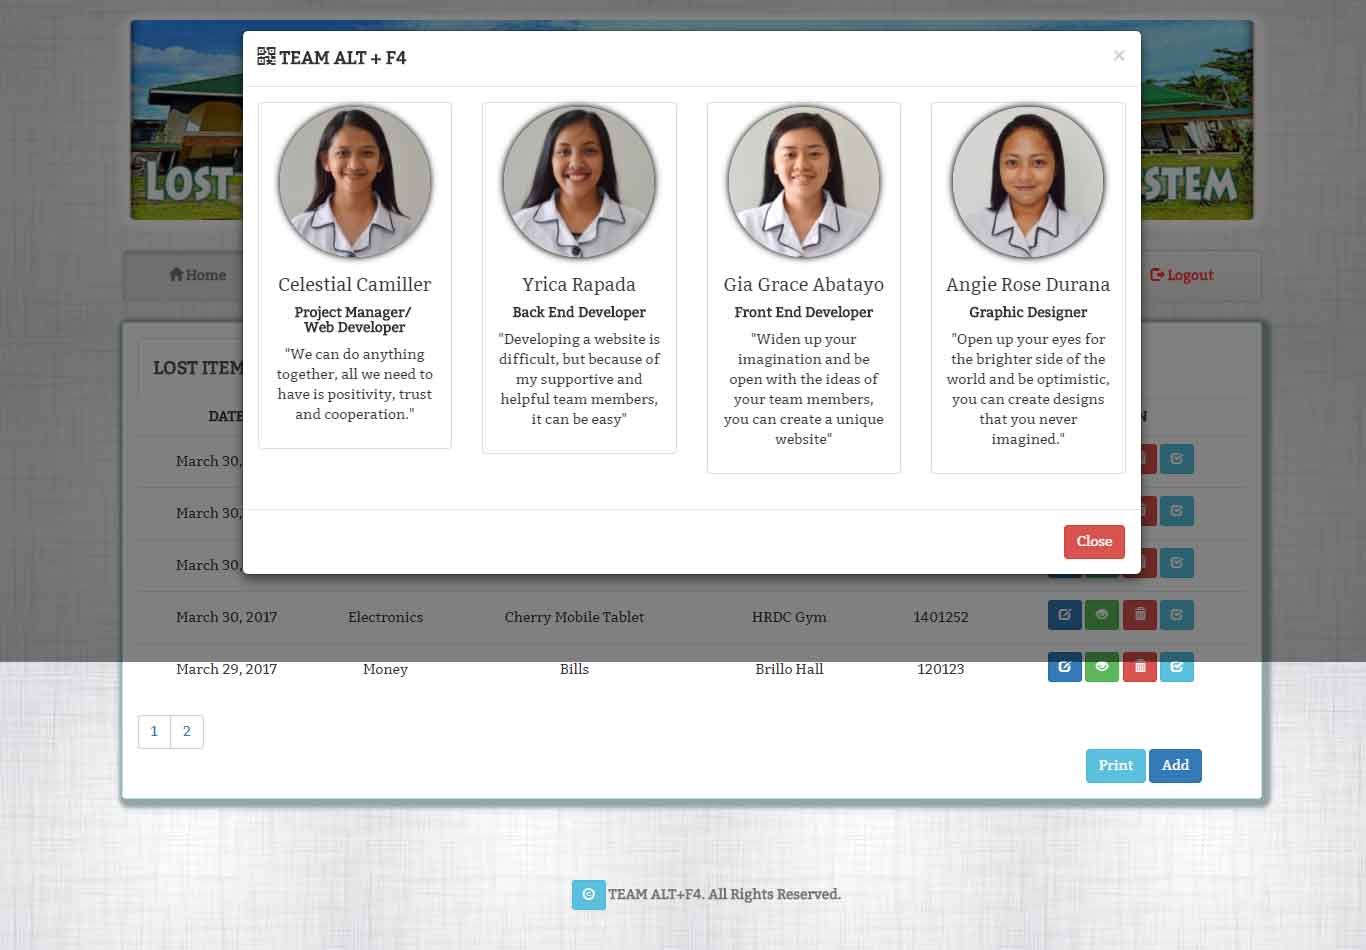 TEAM ALT + F4
×
LOST
STEM
Home
Logout
Celestial Camiller
Project Manager/
Web Developer
"We can do anything
together, all we need to
have is positivity, trust
and cooperation."
Yrica Rapada
Back End Developer
"Developing a website is
difficult, but because of
my supportive and
helpful team members,
it can be easy"
Gia Grace Abatayo
Front End Developer
"Widen up your
imagination and be
open with the ideas of
your team members,
you can create a unique
website"
Angie Rose Durana
Graphic Designer
"Open up your eyes for
the brighter side of the
world and be optimistic,
you can create designs
that you never
imagined."
Close
LOST ITEM
DATE
N
March 30,
March 30,
March 30,
March 30, 2017 Electronics Cherry Mobile Tablet HRDC Gym 1401252
March 29, 2017 Money Bills Brillo Hall 120123
1 2
Print Add
© TEAM ALT+F4. All Rights Reserved.